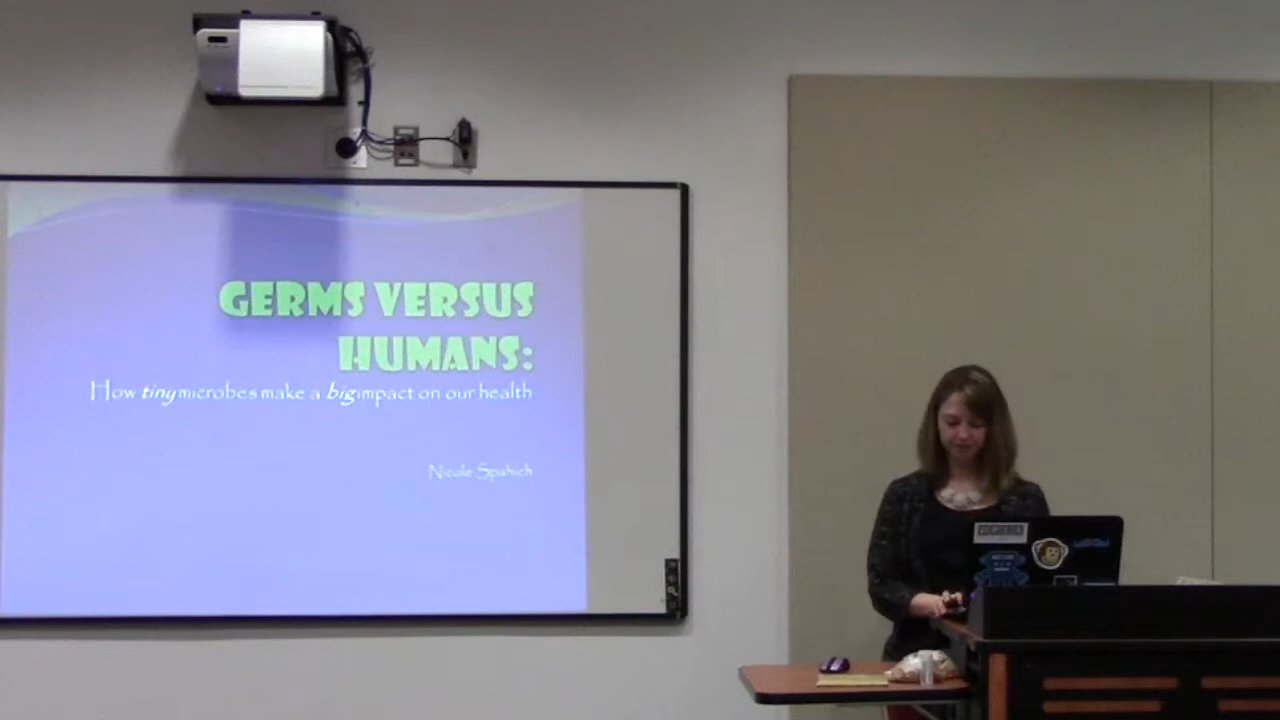 GERMS VERSUS
HUMANS:
How tiny microbes make a big impact on our health
Nicole Spahich